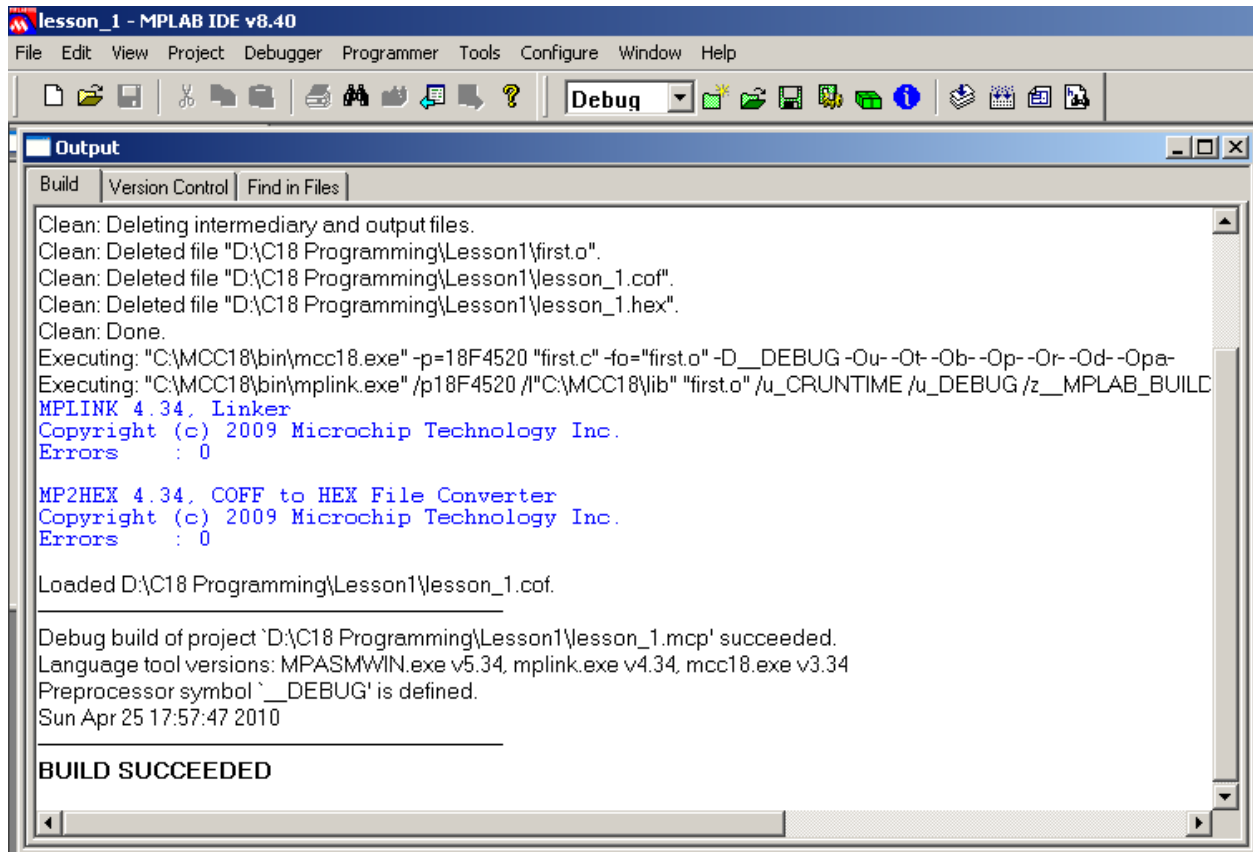 lesson_1 - MPLAB IDE v8.40
File Edit View Project Debugger Programmer Tools Configure Window Help
Debug
Output
Build Version Control Find in Files
Clean: Deleting intermediary and output files.
Clean: Deleted file "D:\C18 Programming\Lesson1\first.o".
Clean: Deleted file "D:\C18 Programming\Lesson1\lesson_1.cof".
Clean: Deleted file "D:\C18 Programming\Lesson1\lesson_1.hex".
Clean: Done.
Executing: "C:\MCC18\bin\mcc18.exe" -p=18F4520 "first.c" -fo="first.o" -D__DEBUG -Ou- -Ot- -Ob- -Op- -Or- -Od- -Opa-
Executing: "C:\MCC18\bin\mplink.exe" /p18F4520 /l"C:\MCC18\lib" "first.o" /u_CRUNTIME /u_DEBUG /z__MPLAB_BUILD
MPLINK 4.34, Linker
Copyright (c) 2009 Microchip Technology Inc.
Errors : 0
MP2HEX 4.34, COFF to HEX File Converter
Copyright (c) 2009 Microchip Technology Inc.
Errors : 0
Loaded D:\C18 Programming\Lesson1\lesson_1.cof.
Debug build of project `D:\C18 Programming\Lesson1\lesson_1.mcp' succeeded.
Language tool versions: MPASMWIN.exe v5.34, mplink.exe v4.34, mcc18.exe v3.34
Preprocessor symbol `__DEBUG' is defined.
Sun Apr 25 17:57:47 2010
BUILD SUCCEEDED